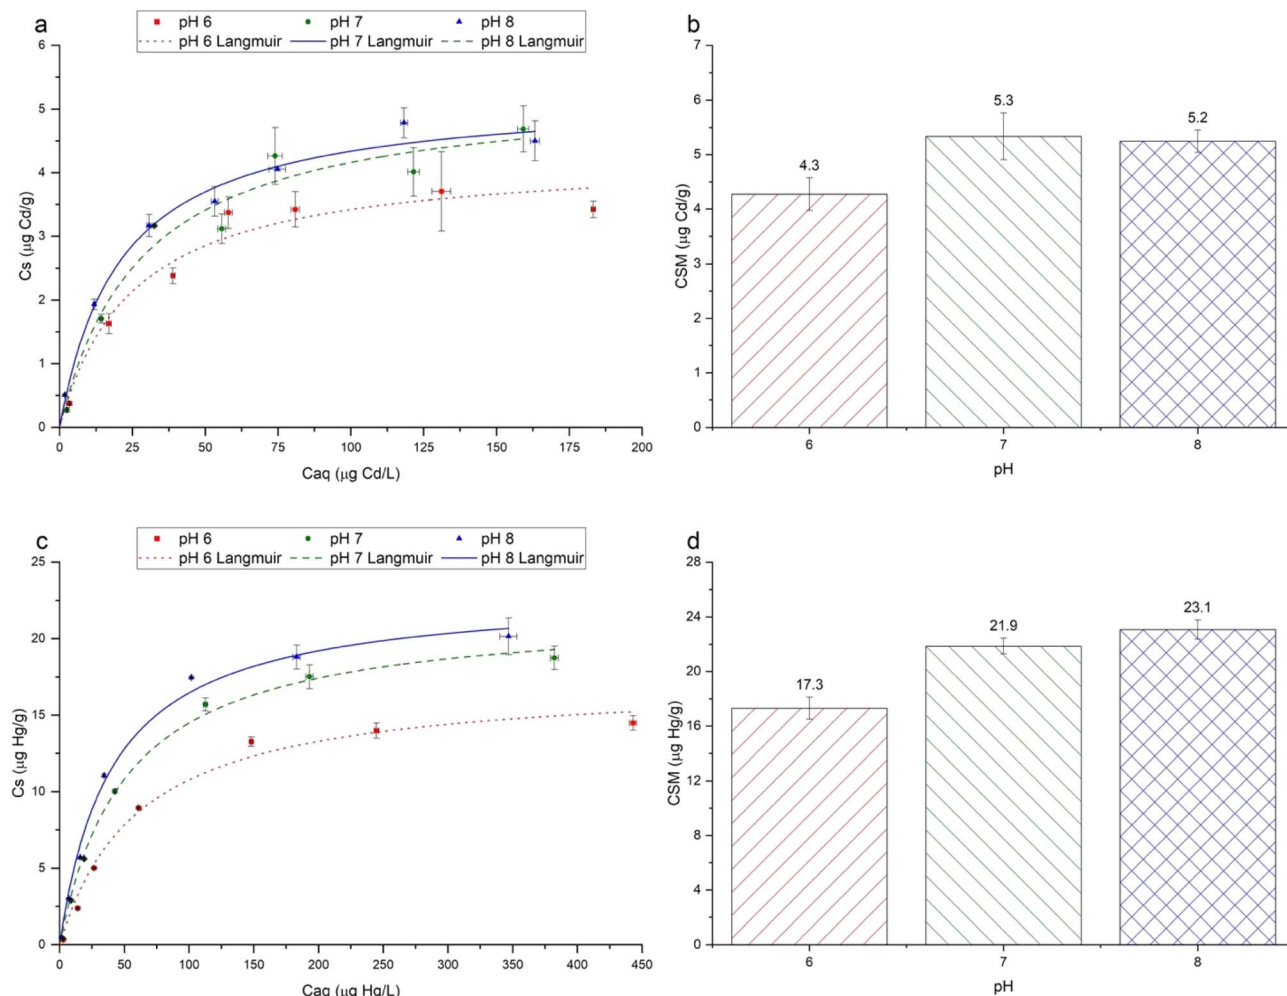 a
pH 6 pH 7 pH 8
pH 6 Langmuir pH 7 Langmuir pH 8 Langmuir
6
5
4
3
2
1
0
Cs (μg Cd/g)
0 25 50 75 100 125 150 175 200
Caq (μg Cd/L)
b
7
6
5
4
3
2
1
0
CSM (μg Cd/g)
4.3
5.3
5.2
6 7 8
pH
c
pH 6 pH 7 pH 8
pH 6 Langmuir pH 7 Langmuir pH 8 Langmuir
25
20
15
10
5
0
Cs (μg Hg/g)
0 50 100 150 200 250 300 350 400 450
Caq (μg Hg/L)
d
28
24
20
16
12
8
4
0
CSM (μg Hg/g)
17.3
21.9
23.1
6 7 8
pH